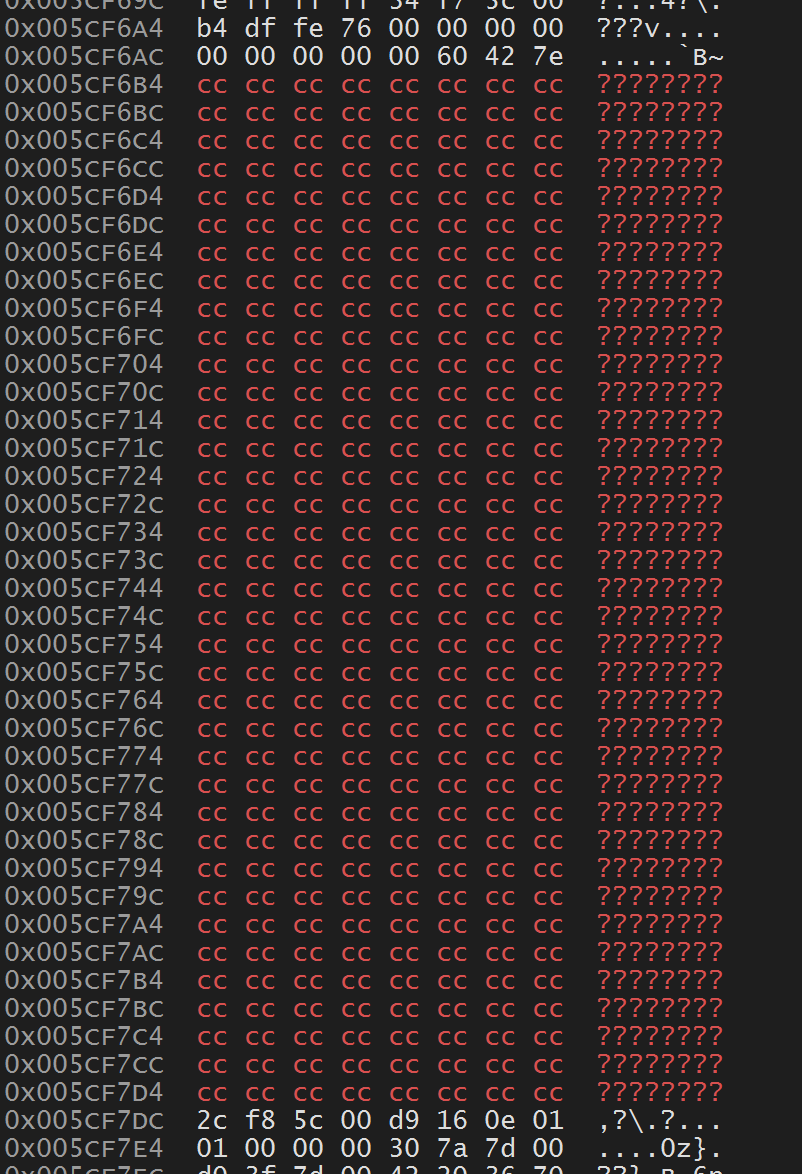 0x005CF6A4 b4 df fe 76 00 00 00 00 ???v....
0x005CF6AC 00 00 00 00 00 60 42 7e .....`B~
0x005CF6B4 cc cc cc cc cc cc cc cc ????????
0x005CF6BC cc cc cc cc cc cc cc cc ????????
0x005CF6C4 cc cc cc cc cc cc cc cc ????????
0x005CF6CC cc cc cc cc cc cc cc cc ????????
0x005CF6D4 cc cc cc cc cc cc cc cc ????????
0x005CF6DC cc cc cc cc cc cc cc cc ????????
0x005CF6E4 cc cc cc cc cc cc cc cc ????????
0x005CF6EC cc cc cc cc cc cc cc cc ????????
0x005CF6F4 cc cc cc cc cc cc cc cc ????????
0x005CF6FC cc cc cc cc cc cc cc cc ????????
0x005CF704 cc cc cc cc cc cc cc cc ????????
0x005CF70C cc cc cc cc cc cc cc cc ????????
0x005CF714 cc cc cc cc cc cc cc cc ????????
0x005CF71C cc cc cc cc cc cc cc cc ????????
0x005CF724 cc cc cc cc cc cc cc cc ????????
0x005CF72C cc cc cc cc cc cc cc cc ????????
0x005CF734 cc cc cc cc cc cc cc cc ????????
0x005CF73C cc cc cc cc cc cc cc cc ????????
0x005CF744 cc cc cc cc cc cc cc cc ????????
0x005CF74C cc cc cc cc cc cc cc cc ????????
0x005CF754 cc cc cc cc cc cc cc cc ????????
0x005CF75C cc cc cc cc cc cc cc cc ????????
0x005CF764 cc cc cc cc cc cc cc cc ????????
0x005CF76C cc cc cc cc cc cc cc cc ????????
0x005CF774 cc cc cc cc cc cc cc cc ????????
0x005CF77C cc cc cc cc cc cc cc cc ????????
0x005CF784 cc cc cc cc cc cc cc cc ????????
0x005CF78C cc cc cc cc cc cc cc cc ????????
0x005CF794 cc cc cc cc cc cc cc cc ????????
0x005CF79C cc cc cc cc cc cc cc cc ????????
0x005CF7A4 cc cc cc cc cc cc cc cc ????????
0x005CF7AC cc cc cc cc cc cc cc cc ????????
0x005CF7B4 cc cc cc cc cc cc cc cc ????????
0x005CF7BC cc cc cc cc cc cc cc cc ????????
0x005CF7C4 cc cc cc cc cc cc cc cc ????????
0x005CF7CC cc cc cc cc cc cc cc cc ????????
0x005CF7D4 cc cc cc cc cc cc cc cc ????????
0x005CF7DC 2c f8 5c 00 d9 16 0e 01 ,?\.?...
0x005CF7E4 01 00 00 00 30 7a 7d 00 ....0z}.